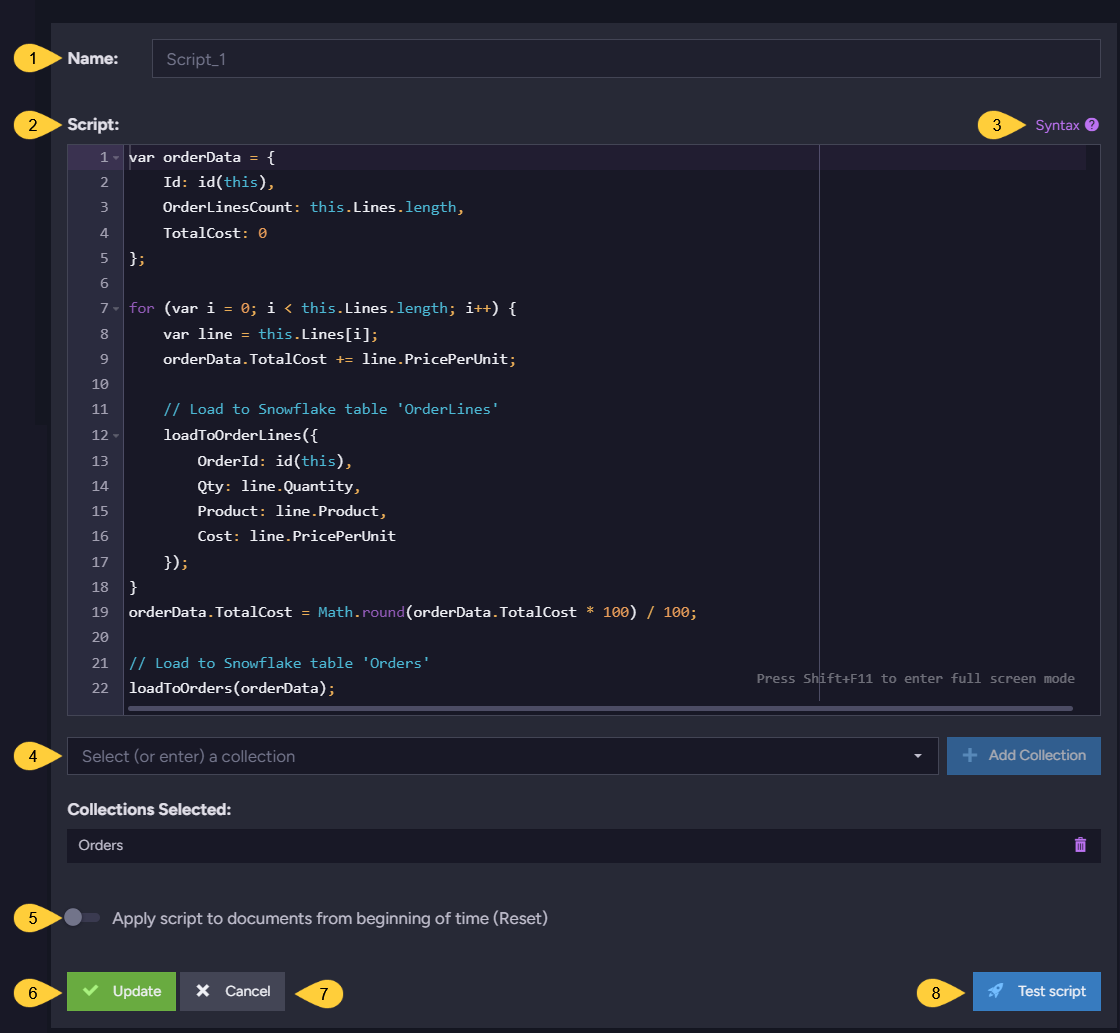 1 Name: Script_1
2 Script: 3 Syntax ?
1 var orderData = {
2     Id: id(this),
3     OrderLinesCount: this.Lines.length,
4     TotalCost: 0
5 };
6
7 for (var i = 0; i < this.Lines.length; i++) {
8     var line = this.Lines[i];
9     orderData.TotalCost += line.PricePerUnit;
10
11     // Load to Snowflake table 'OrderLines'
12     loadToOrderLines({
13         OrderId: id(this),
14         Qty: line.Quantity,
15         Product: line.Product,
16         Cost: line.PricePerUnit
17     });
18 }
19 orderData.TotalCost = Math.round(orderData.TotalCost * 100) / 100;
20
21 // Load to Snowflake table 'Orders'
22 loadToOrders(orderData);
Press Shift+F11 to enter full screen mode
4 Select (or enter) a collection Add Collection
Collections Selected:
Orders
5 Apply script to documents from beginning of time (Reset)
6 Update Cancel 7 8 Test script